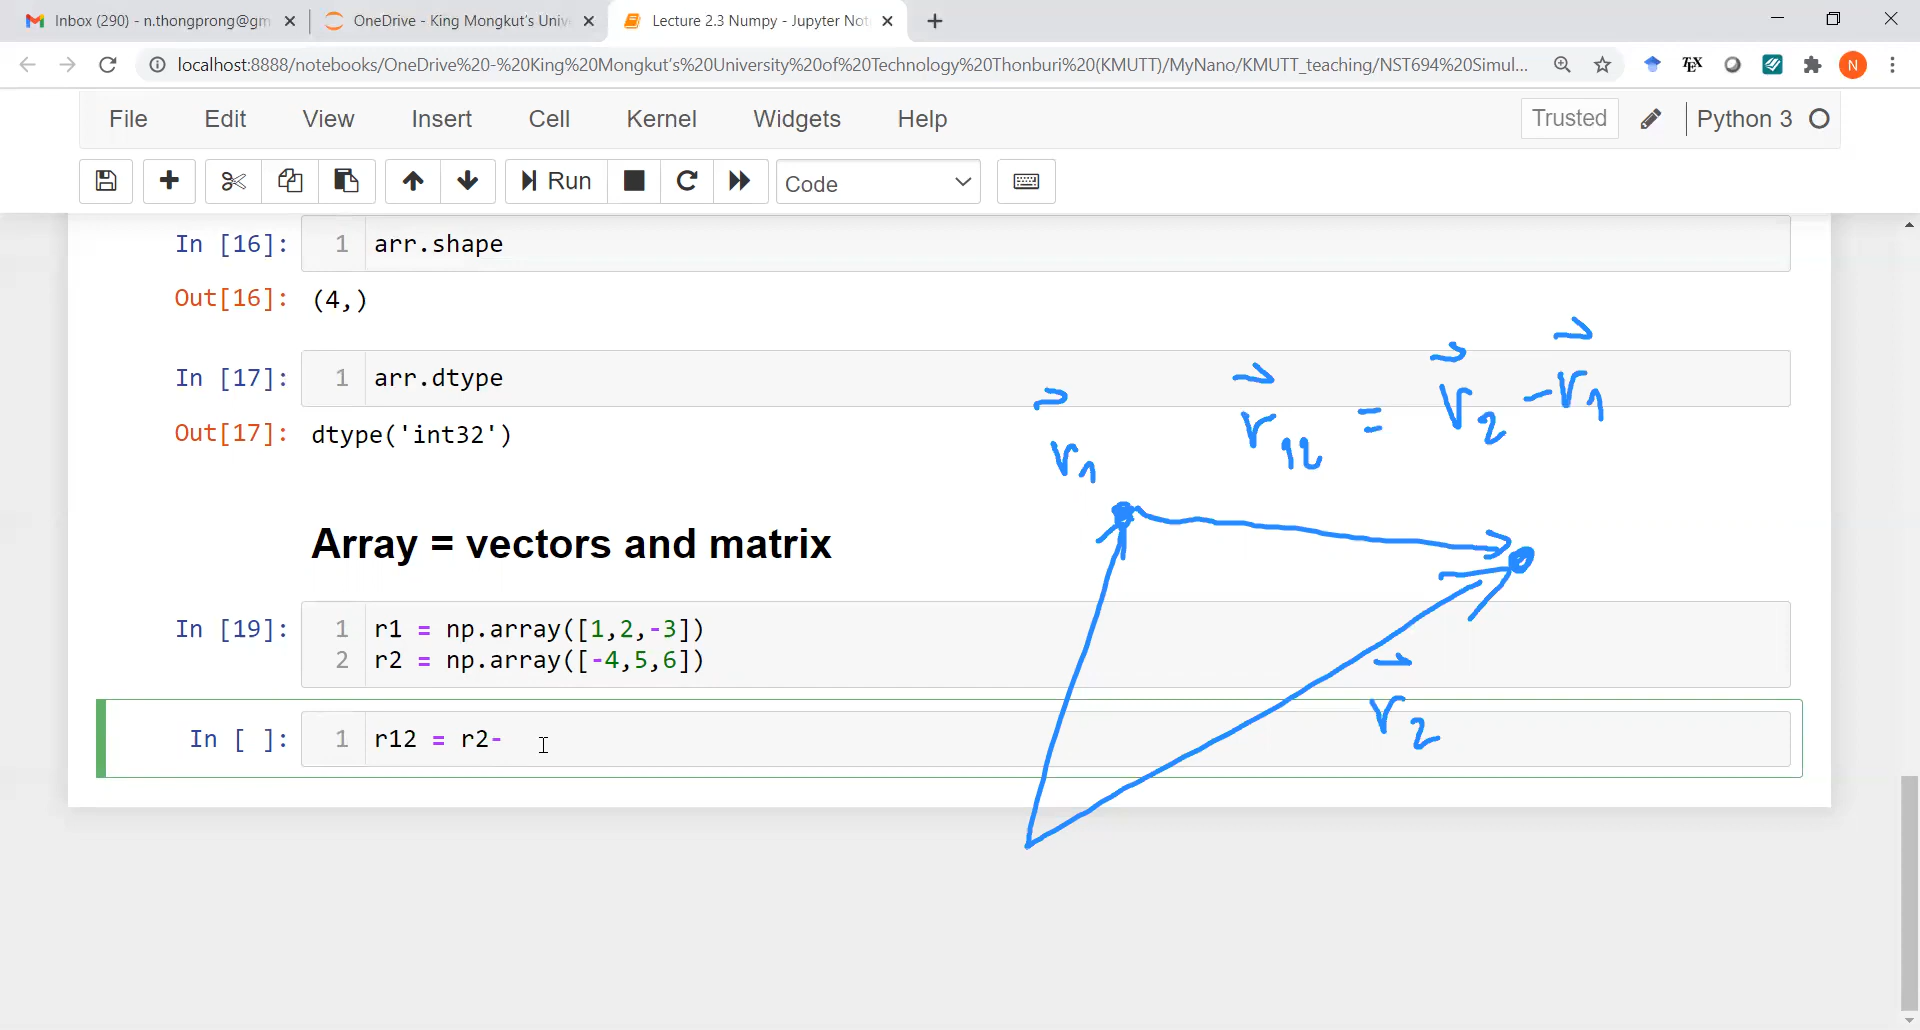 Inbox (290) - n.thongprong@gm
OneDrive - King Mongkut's Univ
Lecture 2.3 Numpy - Jupyter Not
localhost:8888/notebooks/OneDrive%20-%20King%20Mongkut's%20University%20of%20Technology%20Thonburi%20(KMUTT)/MyNano/KMUTT_teaching/NST694%20Simul...
N
File Edit View Insert Cell Kernel Widgets Help
Trusted
Python 3
Run
Code
In [16]: 1 arr.shape
Out[16]: (4,)
In [17]: 1 arr.dtype
Out[17]: dtype('int32')
r12 = r2 - r1
r1
Array = vectors and matrix
In [19]: 1 r1 = np.array([1,2,-3])
2 r2 = np.array([-4,5,6])
r2
In [ ]: 1 r12 = r2-